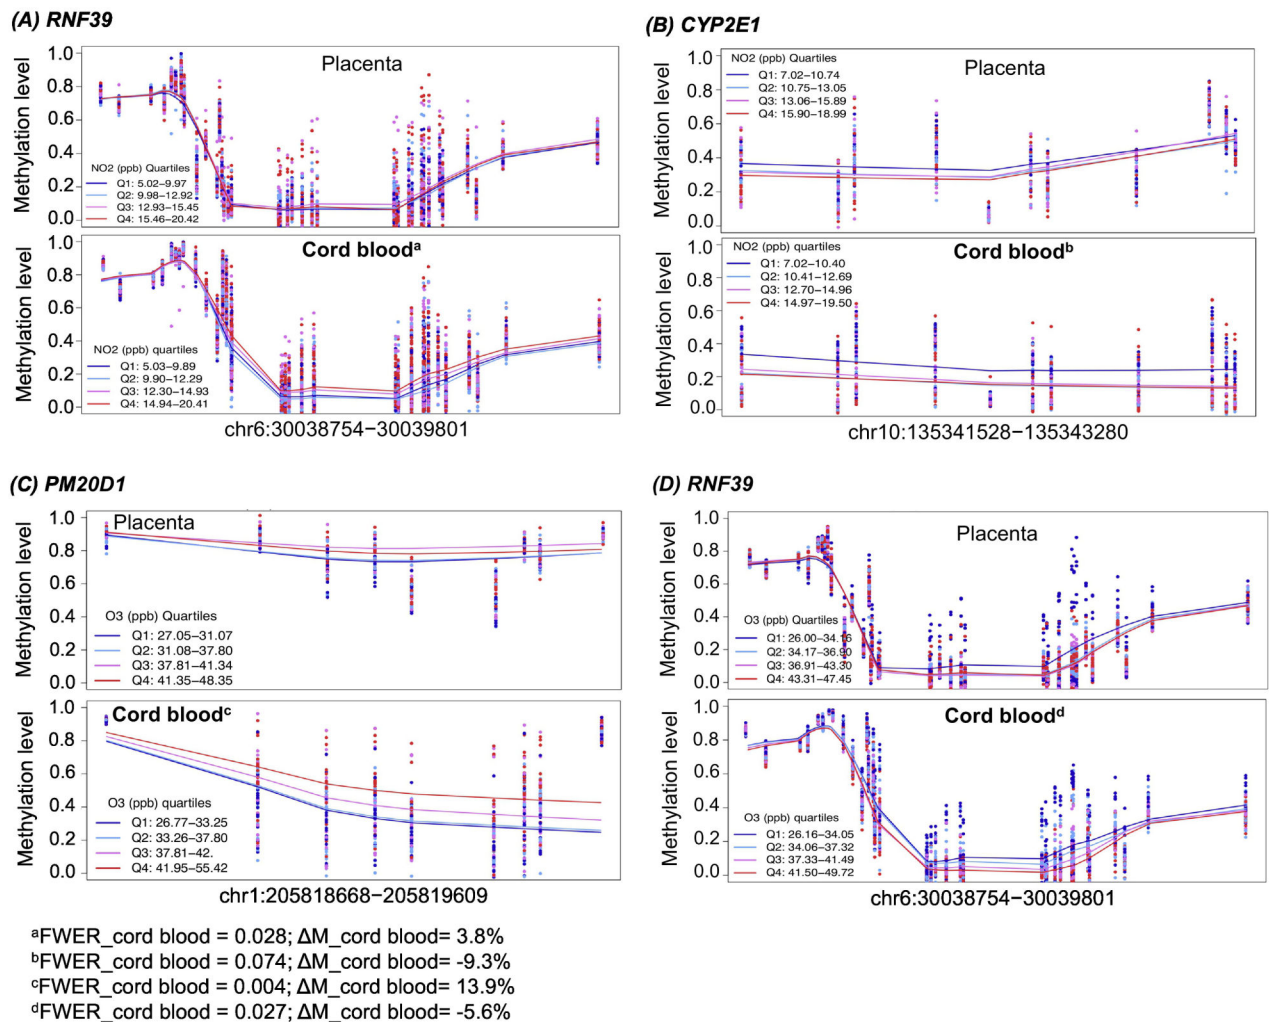 (A) RNF39
Methylation level
1.0
0.8
0.6
0.4
0.2
0.0
Placenta
NO2 (ppb) Quartiles
Q1: 5.02−9.97
Q2: 9.98−12.92
Q3: 12.93−15.45
Q4: 15.46−20.42
Methylation level
1.0
0.8
0.6
0.4
0.2
0.0
Cord bloodᵃ
NO2 (ppb) quartiles
Q1: 5.03−9.89
Q2: 9.90−12.29
Q3: 12.30−14.93
Q4: 14.94−20.41
chr6:30038754−30039801
(B) CYP2E1
Methylation level
1.0
0.8
0.6
0.4
0.2
0.0
Placenta
NO2 (ppb) Quartiles
Q1: 7.02−10.74
Q2: 10.75−13.05
Q3: 13.06−15.89
Q4: 15.90−18.99
Methylation level
1.0
0.8
0.6
0.4
0.2
0.0
Cord bloodᵇ
NO2 (ppb) quartiles
Q1: 7.02−10.40
Q2: 10.41−12.69
Q3: 12.70−14.96
Q4: 14.97−19.50
chr10:135341528−135343280
(C) PM20D1
Methylation level
1.0
0.8
0.6
0.4
0.2
0.0
Placenta
O3 (ppb) Quartiles
Q1: 27.05−31.07
Q2: 31.08−37.80
Q3: 37.81−41.34
Q4: 41.35−48.35
Methylation level
1.0
0.8
0.6
0.4
0.2
0.0
Cord bloodᶜ
O3 (ppb) quartiles
Q1: 26.77−33.25
Q2: 33.26−37.80
Q3: 37.81−42.
Q4: 41.95−55.42
chr1:205818668−205819609
(D) RNF39
Methylation level
1.0
0.8
0.6
0.4
0.2
0.0
Placenta
O3 (ppb) Quartiles
Q1: 26.00−34.16
Q2: 34.17−36.90
Q3: 36.91−43.30
Q4: 43.31−47.45
Methylation level
1.0
0.8
0.6
0.4
0.2
0.0
Cord bloodᵈ
O3 (ppb) quartiles
Q1: 26.16−34.05
Q2: 34.06−37.32
Q3: 37.33−41.49
Q4: 41.50−49.72
chr6:30038754−30039801
ᵃFWER_cord blood = 0.028; ΔM_cord blood= 3.8%
ᵇFWER_cord blood = 0.074; ΔM_cord blood= -9.3%
ᶜFWER_cord blood = 0.004; ΔM_cord blood= 13.9%
ᵈFWER_cord blood = 0.027; ΔM_cord blood= -5.6%